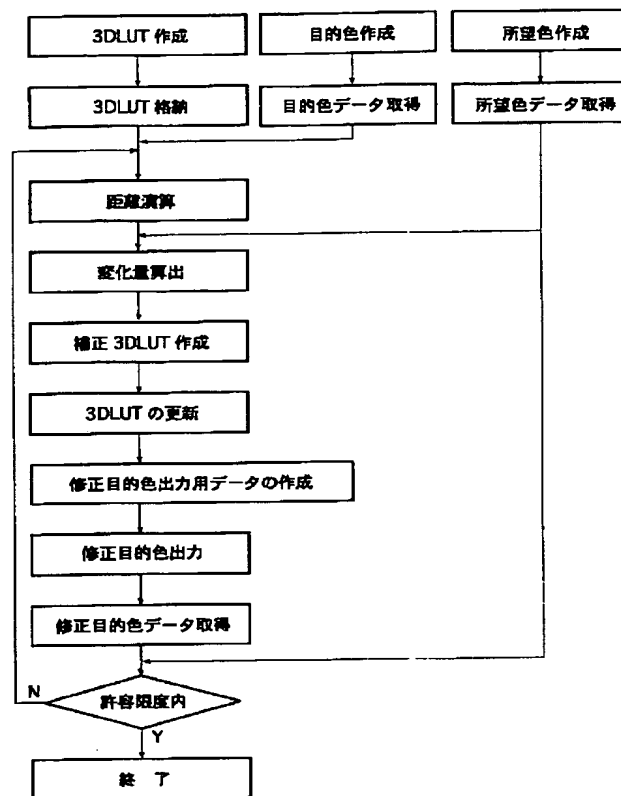 3DLUT 作成
目的色作成
所望色作成
3DLUT 格納
目的色データ取得
所望色データ取得
距離演算
変化量算出
補正 3DLUT 作成
3DLUT の更新
修正目的色出力用データの作成
修正目的色出力
修正目的色データ取得
N
許容限度内
Y
終 了